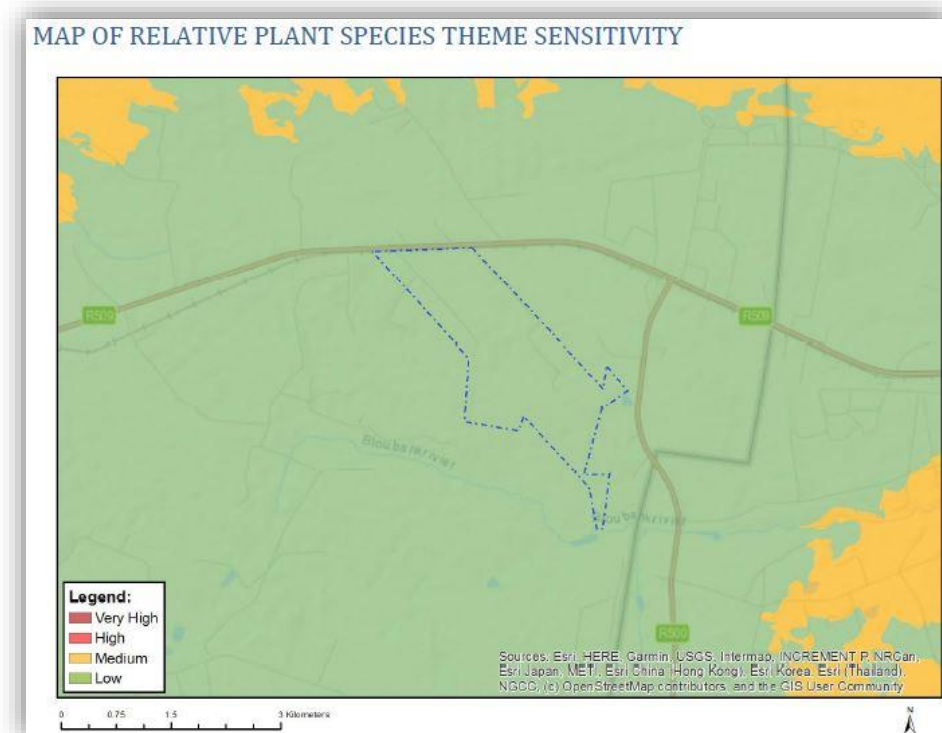 MAP OF RELATIVE PLANT SPECIES THEME SENSITIVITY
R509
R509
Bloubankrivier
Bloubankrivier
R500
Legend:
Very High
High
Medium
Low
Sources: Esri, HERE, Garmin, USGS, Intermap, INCREMENT P, NRCan,
Esri Japan, METI, Esri China (Hong Kong), Esri Korea, Esri (Thailand),
NGCC, (c) OpenStreetMap contributors, and the GIS User Community
0 0.75 1.5 3 Kilometers
N